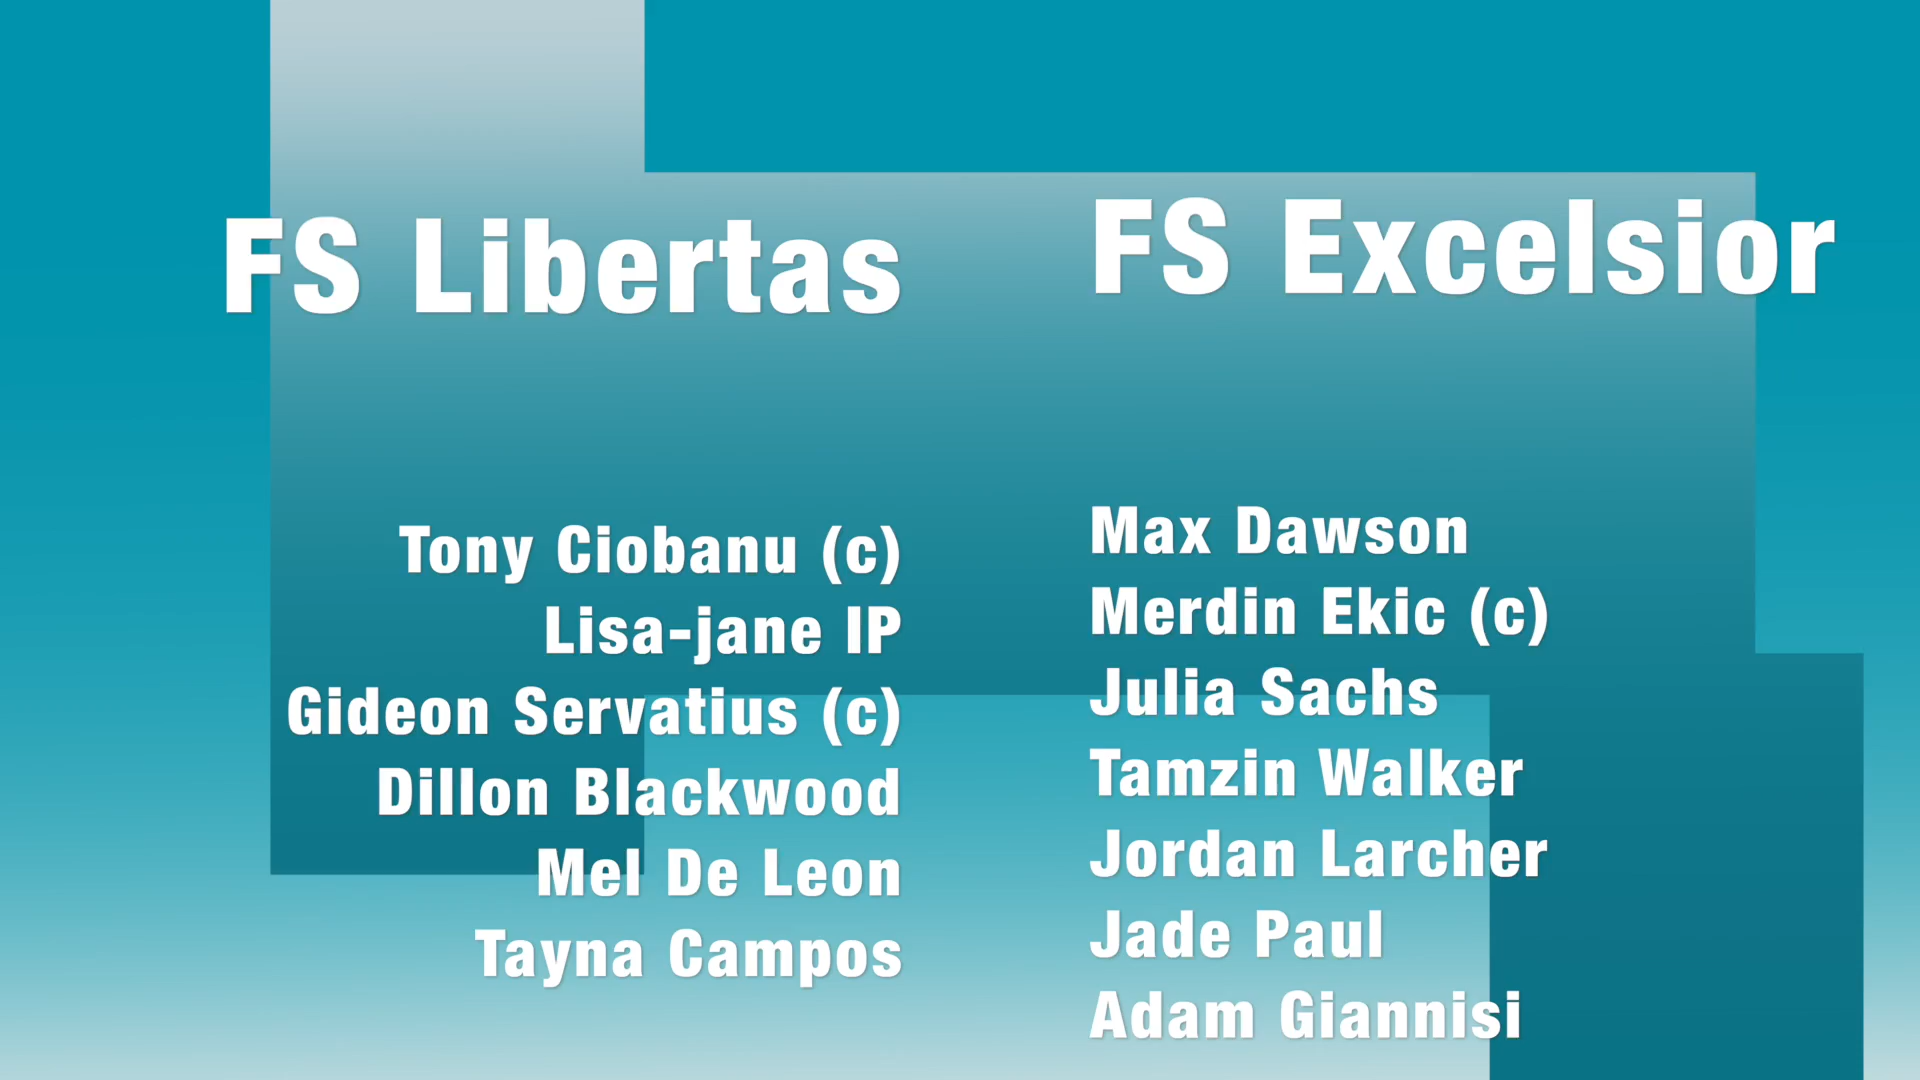 FS Libertas
Tony Ciobanu (c)
Lisa-jane IP
Gideon Servatius (c)
Dillon Blackwood
Mel De Leon
Tayna Campos
FS Excelsior
Max Dawson
Merdin Ekic (c)
Julia Sachs
Tamzin Walker
Jordan Larcher
Jade Paul
Adam Giannisi